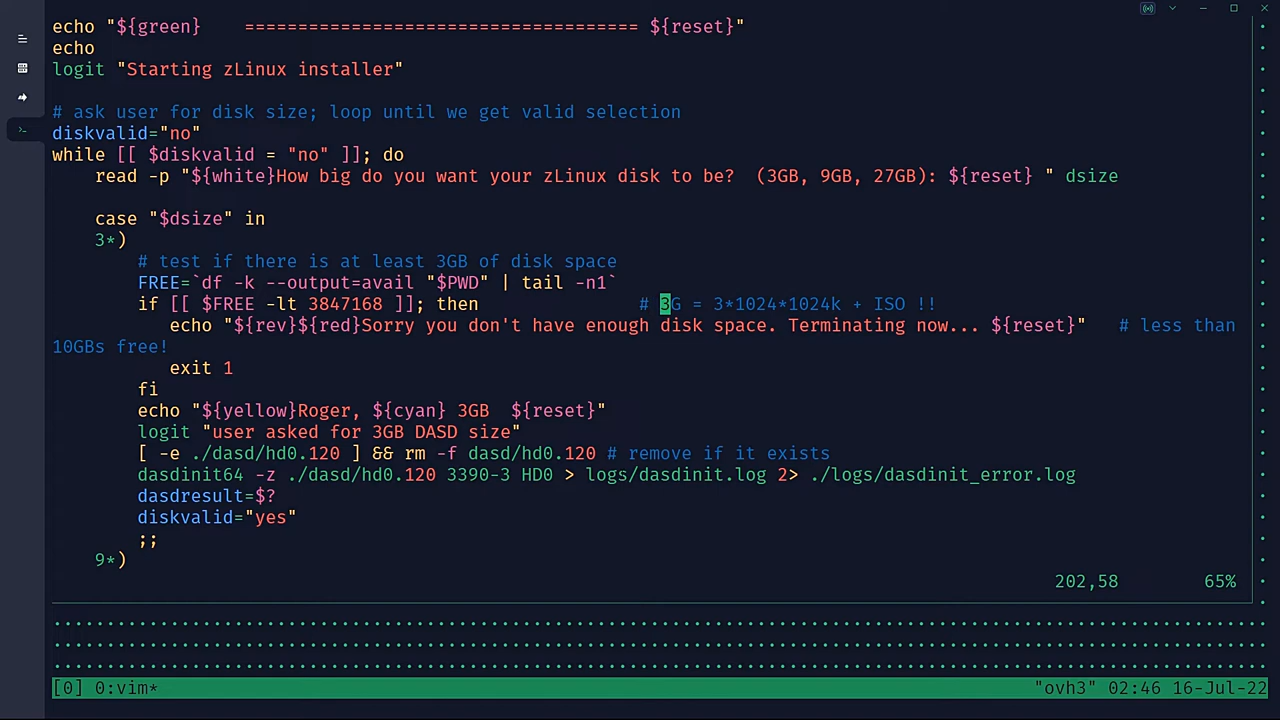 echo "${green}    ===================================== ${reset}"
echo
logit "Starting zLinux installer"
# ask user for disk size; loop until we get valid selection
diskvalid="no"
while [[ $diskvalid = "no" ]]; do
    read -p "${white}How big do you want your zLinux disk to be?  (3GB, 9GB, 27GB): ${reset} " dsize
    case "$dsize" in
    3*)
        # test if there is at least 3GB of disk space
        FREE=`df -k --output=avail "$PWD" | tail -n1`
        if [[ $FREE -lt 3847168 ]]; then               # 3G = 3*1024*1024k + ISO !!
           echo "${rev}${red}Sorry you don't have enough disk space. Terminating now... ${reset}"   # less than
10GBs free!
           exit 1
        fi
        echo "${yellow}Roger, ${cyan} 3GB  ${reset}"
        logit "user asked for 3GB DASD size"
        [ -e ./dasd/hd0.120 ] && rm -f dasd/hd0.120 # remove if it exists
        dasdinit64 -z ./dasd/hd0.120 3390-3 HD0 > logs/dasdinit.log 2> ./logs/dasdinit_error.log
        dasdresult=$?
        diskvalid="yes"
        ;;
    9*)
202,58        65%
[0] 0:vim*    "ovh3" 02:46 16-Jul-22